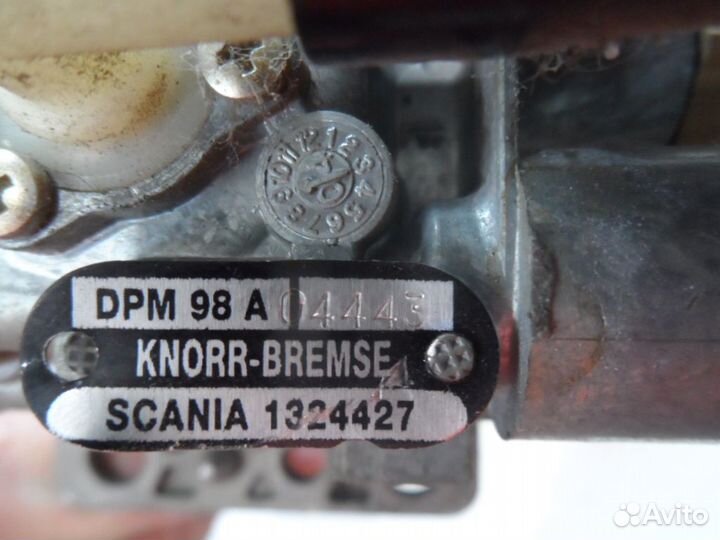 DPM 98 A 04443
KNORR-BREMSE
SCANIA 1324427
Avito